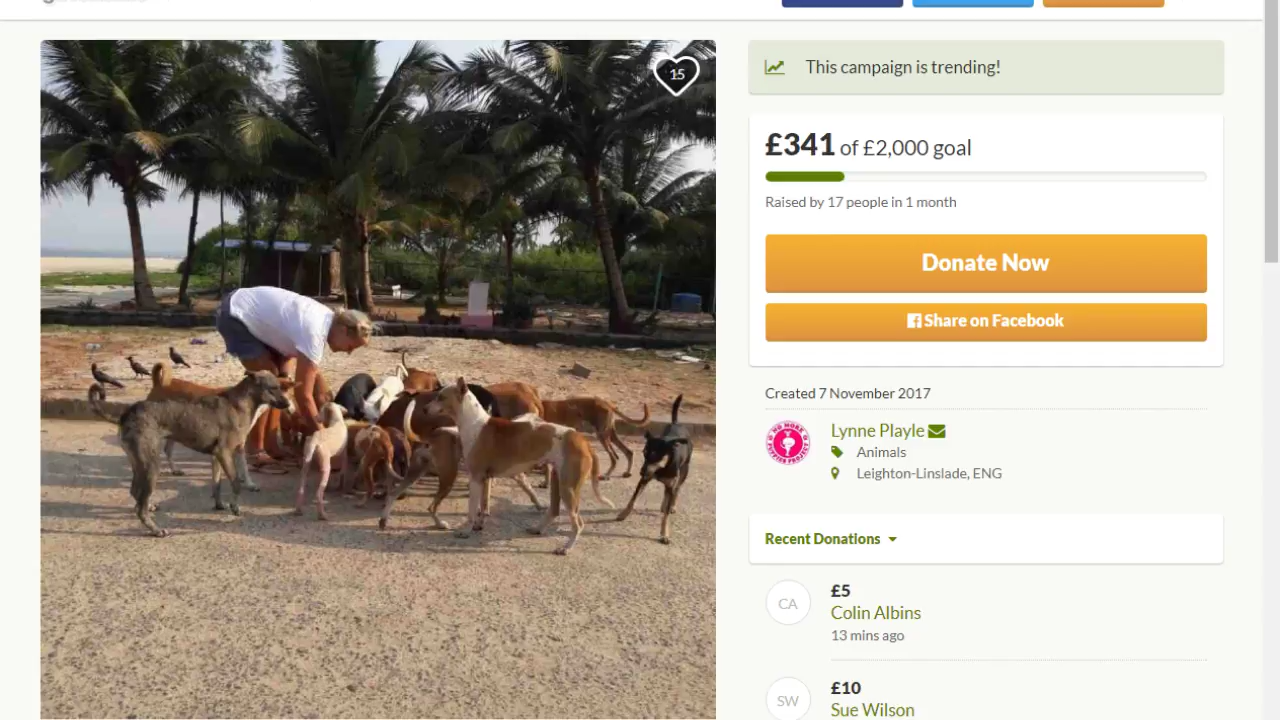 15
This campaign is trending!
£341 of £2,000 goal
Raised by 17 people in 1 month
Donate Now
Share on Facebook
Created 7 November 2017
Lynne Playle
Animals
Leighton-Linslade, ENG
Recent Donations
CA
£5
Colin Albins
13 mins ago
SW
£10
Sue Wilson